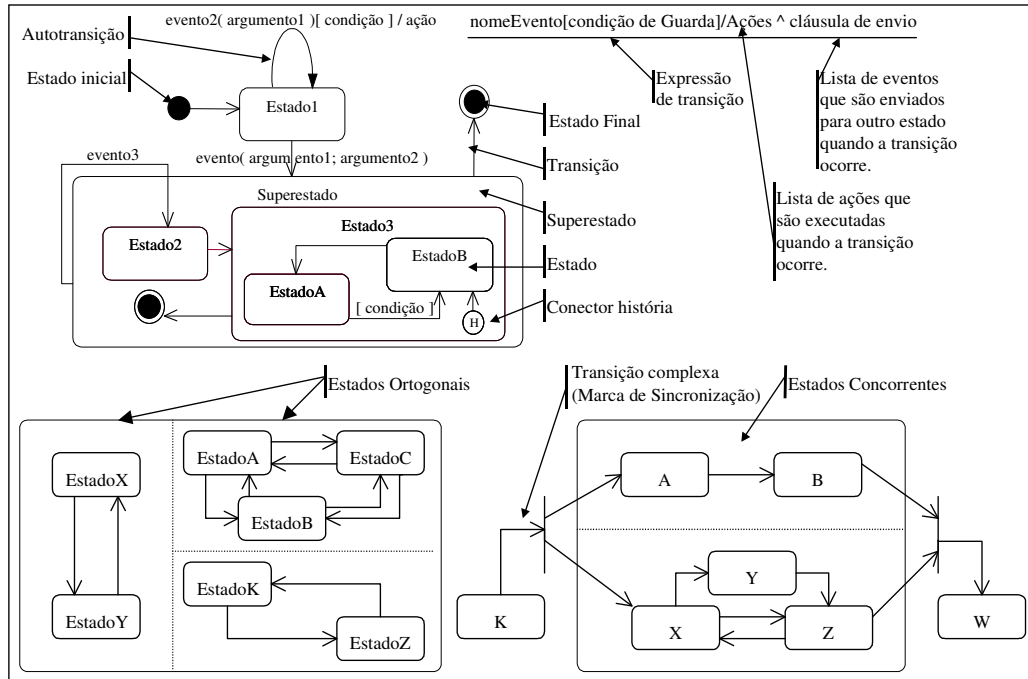 evento2( argumento1 )[ condição ] / ação
nomeEvento[condição de Guarda]/Ações ^ cláusula de envio
Autotransição
Estado inicial
Estado1
Expressão
de transição
Lista de eventos
que são enviados
para outro estado
quando a transição
ocorre.
Estado Final
evento3
evento( argumento1; argumento2 )
Transição
Superestado
Superestado
Lista de ações que
são executadas
quando a transição
ocorre.
Estado3
Estado2
EstadoB
Estado
EstadoA
[ condição ]
H
Conector história
Estados Ortogonais
Transição complexa
(Marca de Sincronização)
Estados Concorrentes
EstadoX
EstadoA
EstadoC
EstadoB
EstadoK
EstadoY
EstadoZ
A
B
Y
K
X
Z
W